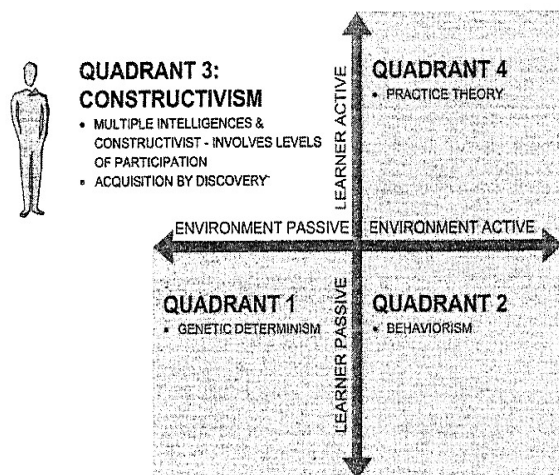 QUADRANT 3:
CONSTRUCTIVISM
• MULTIPLE INTELLIGENCES &
CONSTRUCTIVIST - INVOLVES LEVELS
OF PARTICIPATION
• ACQUISITION BY DISCOVERY
QUADRANT 4
• PRACTICE THEORY
LEARNER ACTIVE
ENVIRONMENT PASSIVE
ENVIRONMENT ACTIVE
QUADRANT 1
• GENETIC DETERMINISM
LEARNER PASSIVE
QUADRANT 2
• BEHAVIORISM